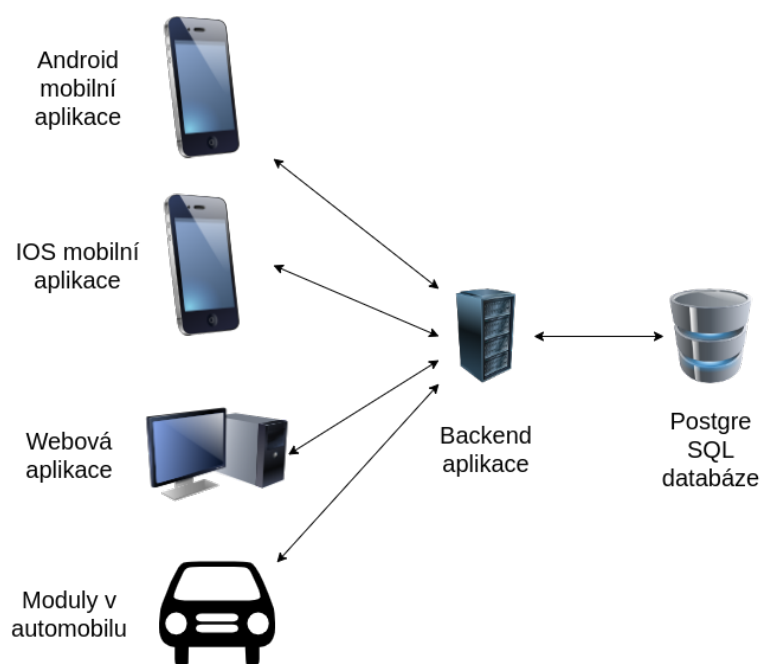 Android
mobilní
aplikace
IOS mobilní
aplikace
Webová
aplikace
Moduly v
automobilu
Backend
aplikace
Postgre
SQL
databáze